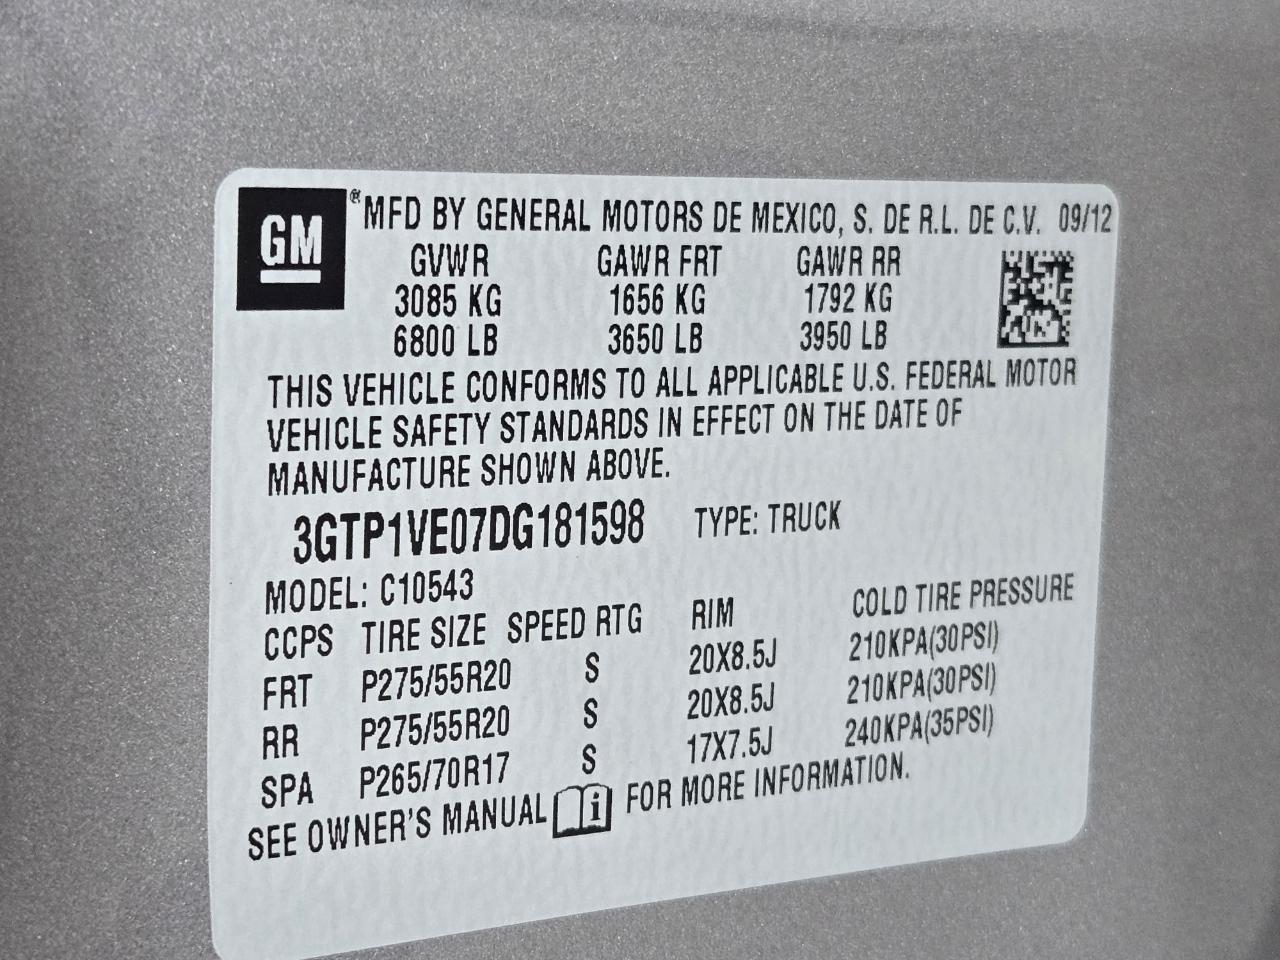 GM ® MFD BY GENERAL MOTORS DE MEXICO, S. DE R.L. DE C.V. 09/12
GVWR GAWR FRT GAWR RR
3085 KG 1656 KG 1792 KG
6800 LB 3650 LB 3950 LB
THIS VEHICLE CONFORMS TO ALL APPLICABLE U.S. FEDERAL MOTOR
VEHICLE SAFETY STANDARDS IN EFFECT ON THE DATE OF
MANUFACTURE SHOWN ABOVE.
3GTP1VE07DG181598 TYPE: TRUCK
MODEL: C10543
CCPS TIRE SIZE SPEED RTG RIM COLD TIRE PRESSURE
FRT P275/55R20 S 20X8.5J 210KPA(30PSI)
RR P275/55R20 S 20X8.5J 210KPA(30PSI)
SPA P265/70R17 S 17X7.5J 240KPA(35PSI)
SEE OWNER'S MANUAL i FOR MORE INFORMATION.